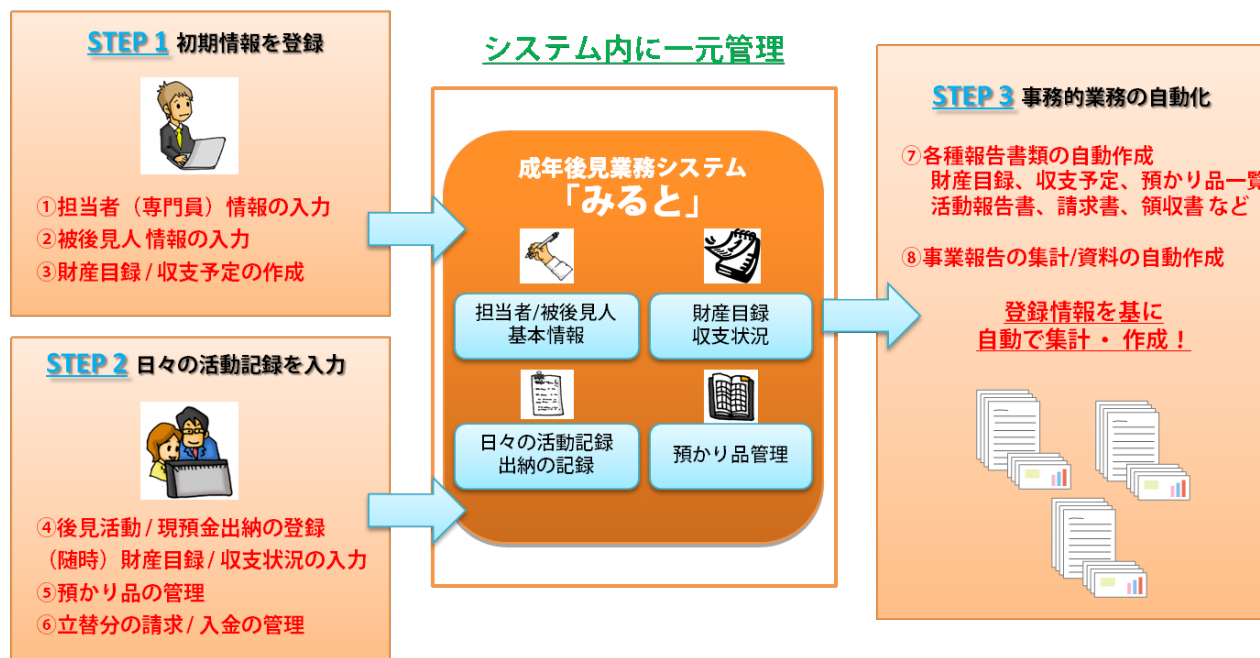 STEP 1 初期情報を登録
①担当者（専門員）情報の入力
②被後見人情報の入力
③財産目録 / 収支予定の作成
STEP 2 日々の活動記録を入力
④後見活動 / 現預金出納の登録
（随時）財産目録 / 収支状況の入力
⑤預かり品の管理
⑥立替分の請求 / 入金の管理
システム内に一元管理
成年後見業務システム
「みると」
担当者/被後見人
基本情報
財産目録
収支状況
日々の活動記録
出納の記録
預かり品管理
STEP 3 事務的業務の自動化
⑦各種報告書類の自動作成
財産目録、収支予定、預かり品一覧
活動報告書、請求書、領収書 など
⑧事業報告の集計/資料の自動作成
登録情報を基に
自動で集計 ・ 作成！